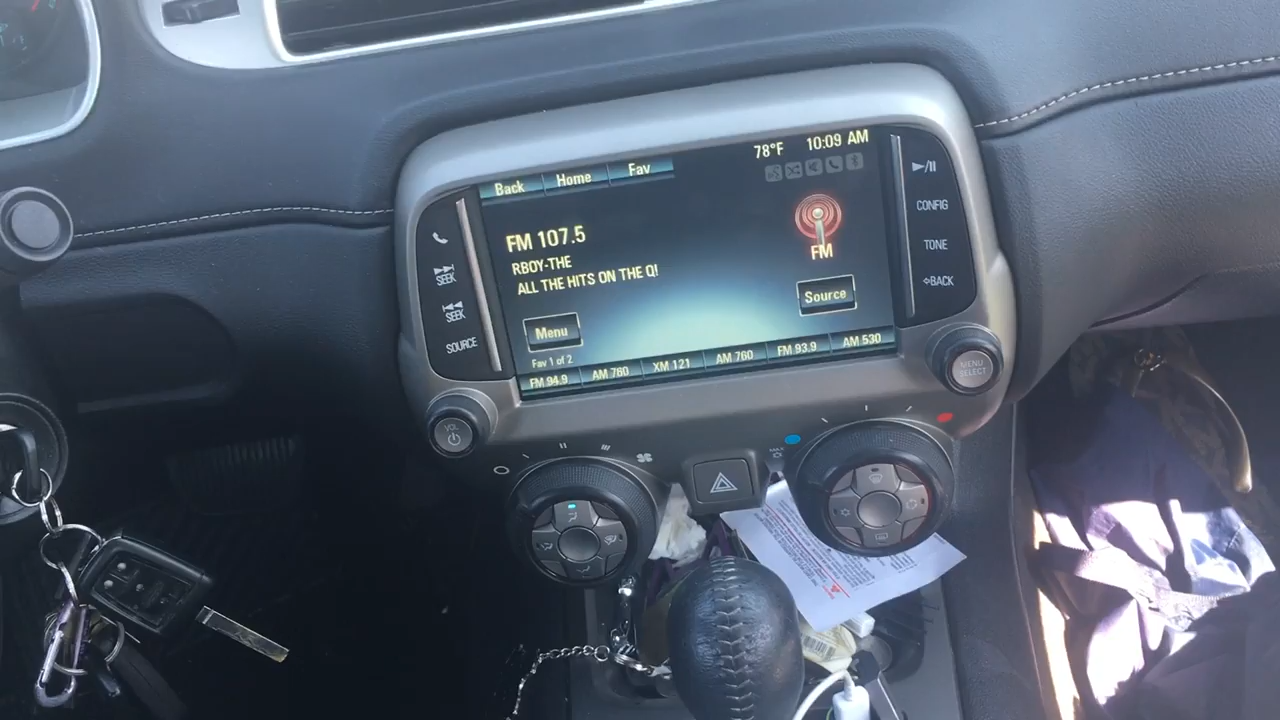 78°F 10:09 AM
Back Home Fav
FM 107.5
RBOY-THE
ALL THE HITS ON THE Q!
FM
Menu
Source
Fav 1 of 2
FM 94.9 AM 760 XM 121 AM 760 FM 93.9 AM 530
SEEK
SEEK
SOURCE
CONFIG
TONE
BACK
VOL
MENU
SELECT
MAX